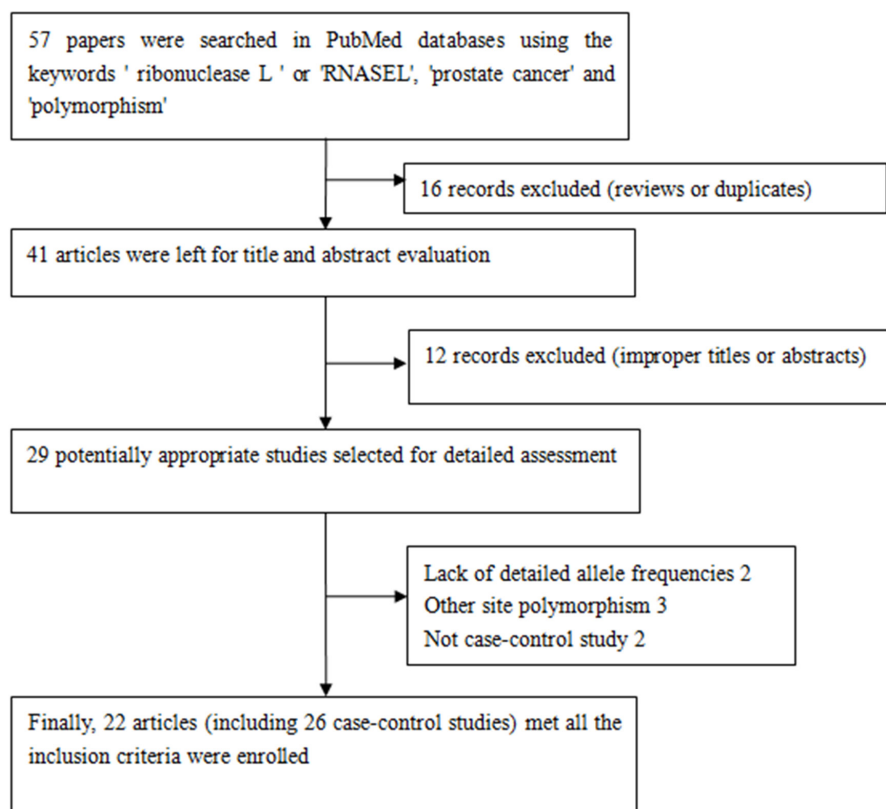 57 papers were searched in PubMed databases using the
keywords ' ribonuclease L ' or 'RNASEL', 'prostate cancer' and
'polymorphism'
16 records excluded (reviews or duplicates)
41 articles were left for title and abstract evaluation
12 records excluded (improper titles or abstracts)
29 potentially appropriate studies selected for detailed assessment
Lack of detailed allele frequencies 2
Other site polymorphism 3
Not case-control study 2
Finally, 22 articles (including 26 case-control studies) met all the
inclusion criteria were enrolled